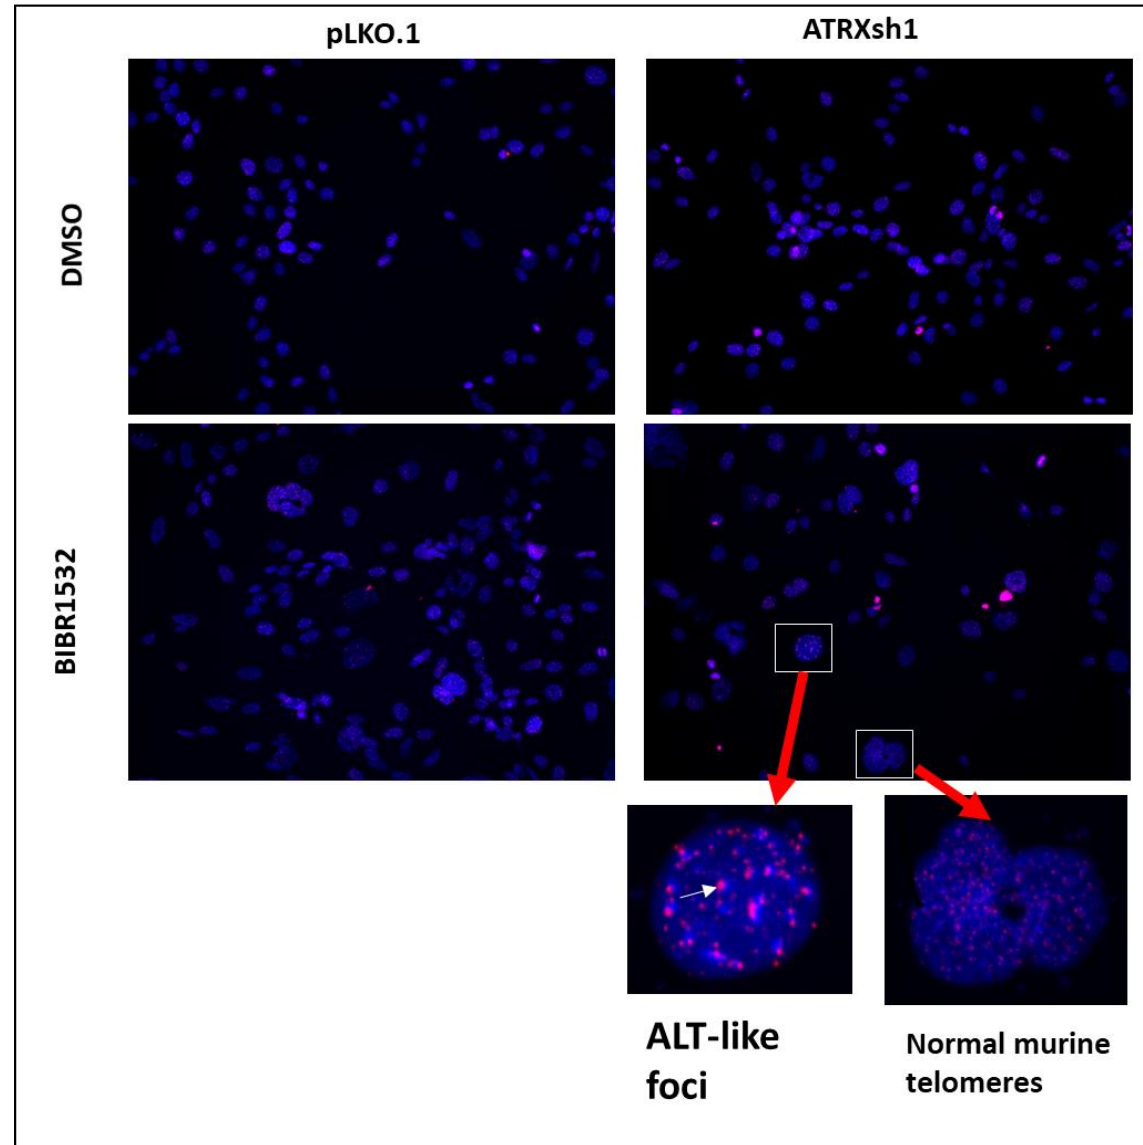 pLKO.1
ATRXsh1
DMSO
BIBR1532
ALT-like
foci
Normal murine
telomeres